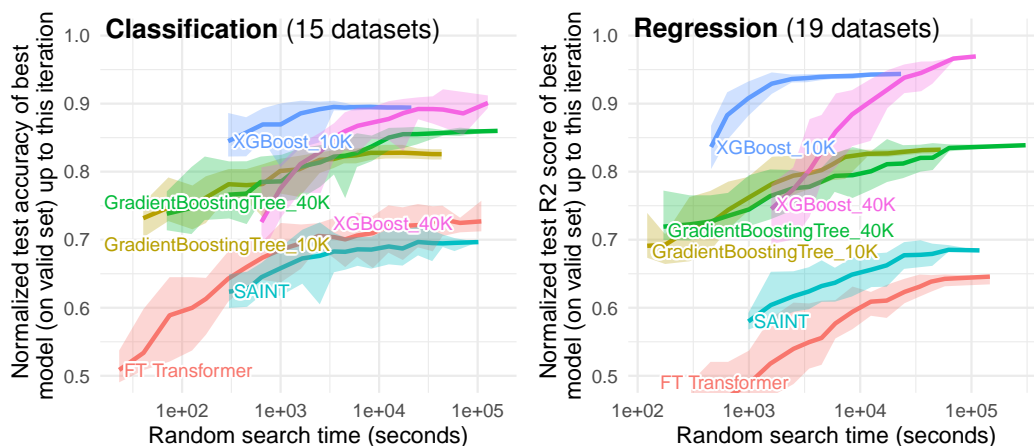 Normalized test accuracy of best
model (on valid set) up to this iteration
Classification (15 datasets)
1.0
0.9
0.8
0.7
0.6
0.5
XGBoost_10K
GradientBoostingTree_40K
XGBoost_40K
GradientBoostingTree_10K
SAINT
FT Transformer
1e+02
1e+03
1e+04
1e+05
Random search time (seconds)
Normalized test R2 score of best
model (on valid set) up to this iteration
Regression (19 datasets)
1.0
0.9
0.8
0.7
0.6
0.5
XGBoost_10K
XGBoost_40K
GradientBoostingTree_40K
GradientBoostingTree_10K
SAINT
FT Transformer
1e+02
1e+03
1e+04
1e+05
Random search time (seconds)